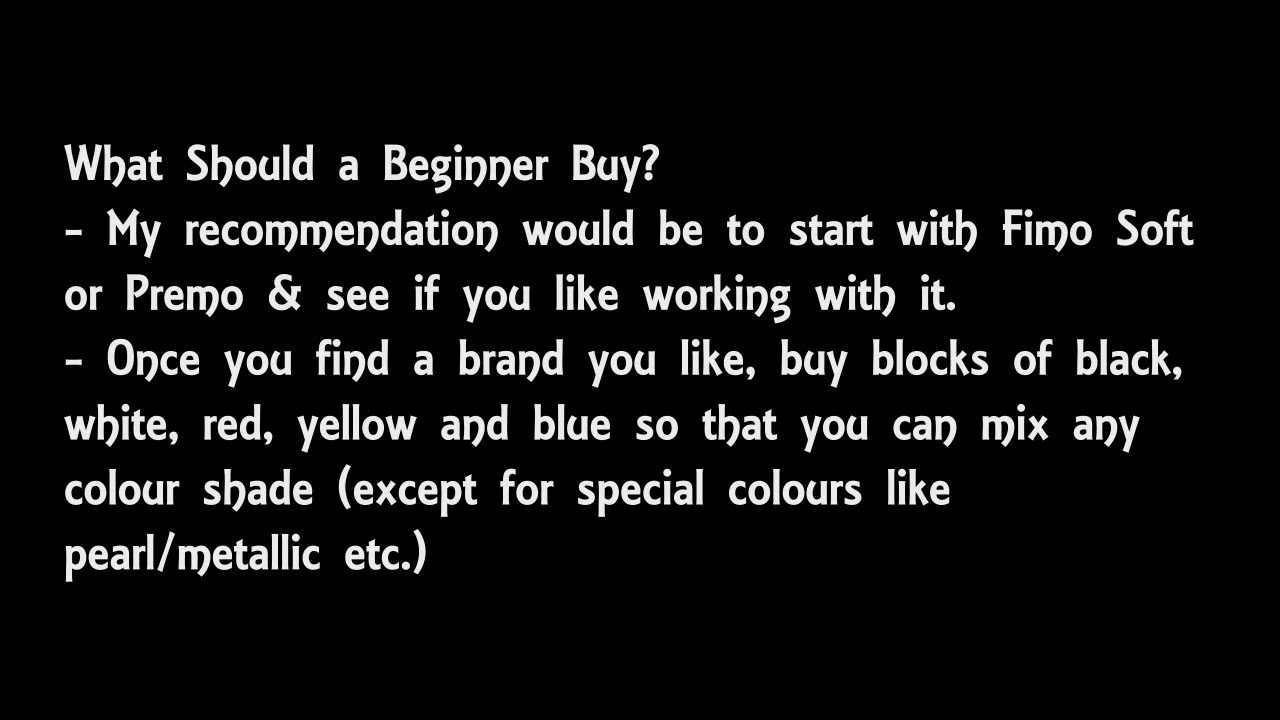 What Should a Beginner Buy?
- My recommendation would be to start with Fimo Soft
or Premo & see if you like working with it.
- Once you find a brand you like, buy blocks of black,
white, red, yellow and blue so that you can mix any
colour shade (except for special colours like
pearl/metallic etc.)